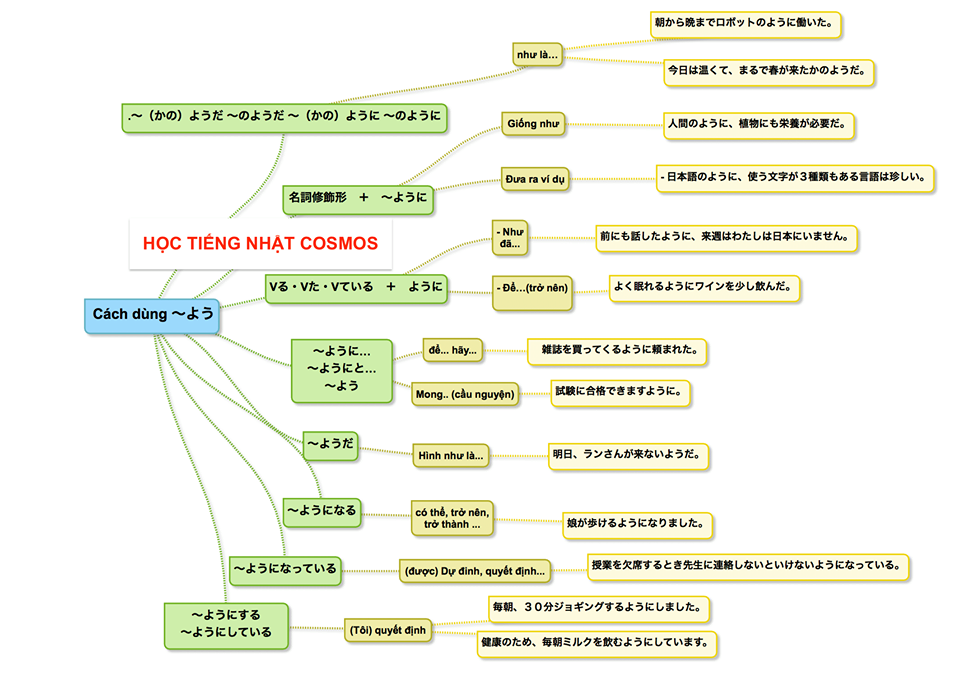 朝から晩までロボットのように働いた。
như là...
今日は温くて、まるで春が来たかのようだ。
.～（かの）ようだ ～のようだ ～（かの）ように ～のように
Giống như
人間のように、植物にも栄養が必要だ。
Đưa ra ví dụ
- 日本語のように、使う文字が３種類もある言語は珍しい。
名詞修飾形　＋　～ように
HỌC TIẾNG NHẬT COSMOS
- Như
đã...
前にも話したように、来週はわたしは日本にいません。
Vる・Vた・Vている　＋　ように
- Để...(trở nên)
よく眠れるようにワインを少し飲んだ。
Cách dùng ～よう
～ように...
～ようにと...
～よう
để... hãy...
雑誌を買ってくるように頼まれた。
Mong.. (cầu nguyện)
試験に合格できますように。
～ようだ
Hình như là...
明日、ランさんが来ないようだ。
～ようになる
có thể, trở nên,
trở thành ...
娘が歩けるようになりました。
～ようになっている
(được) Dự đinh, quyết định...
授業を欠席するとき先生に連絡しないといけないようになっている。
～ようにする
～ようにしている
(Tôi) quyết định
毎朝、３０分ジョギングするようにしました。
健康のため、毎朝ミルクを飲むようにしています。